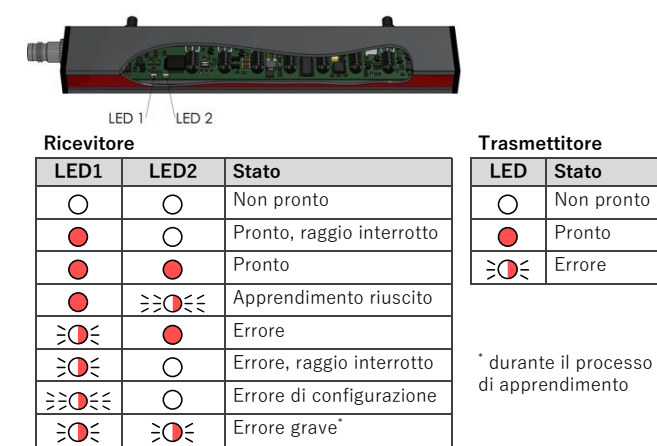 LED 1 LED 2
Ricevitore
LED1 LED2 Stato
Non pronto
Pronto, raggio interrotto
Pronto
Apprendimento riuscito
Errore
Errore, raggio interrotto
Errore di configurazione
Errore grave*
Trasmettitore
LED Stato
Non pronto
Pronto
Errore
* durante il processo
di apprendimento